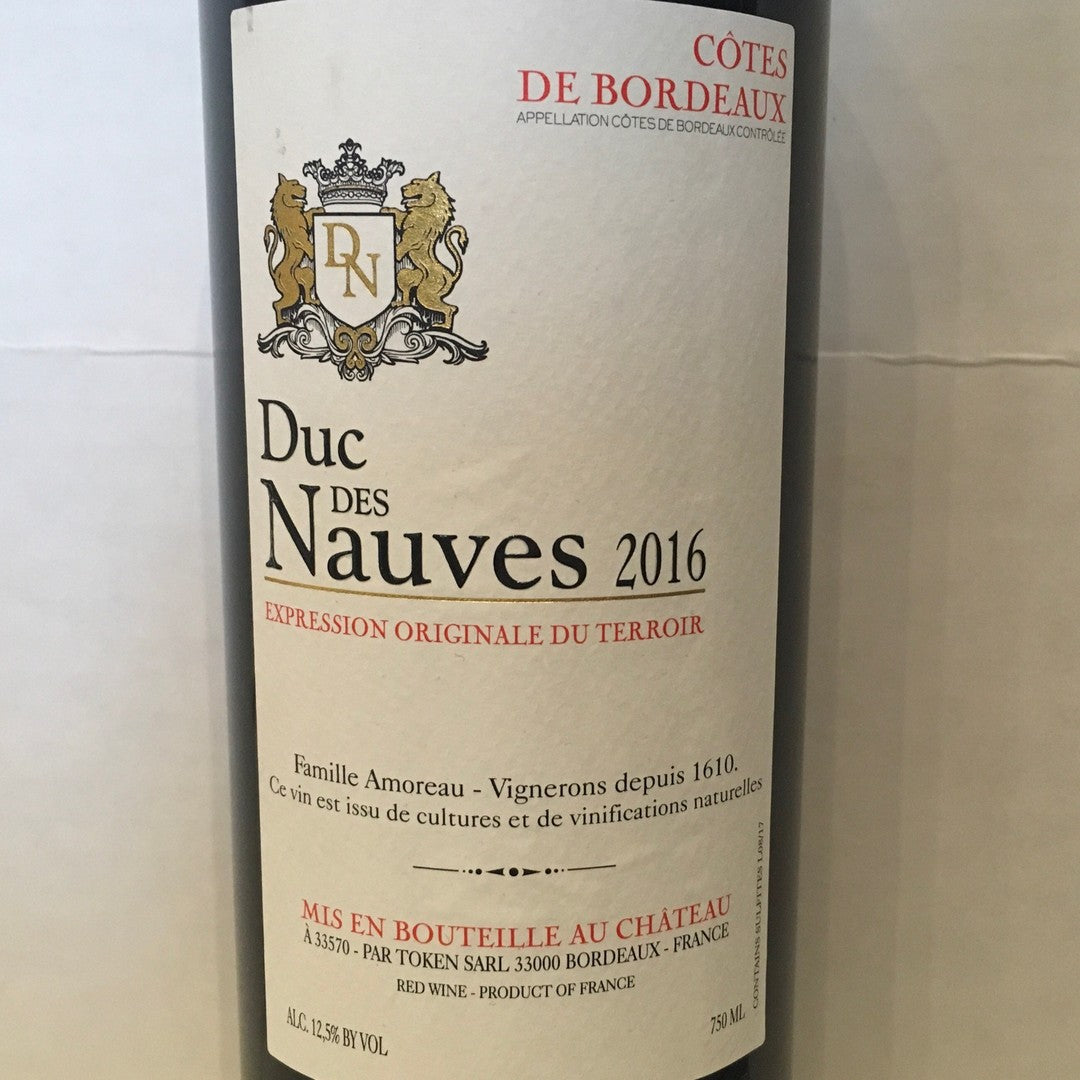 CÔTES
DE BORDEAUX
APPELLATION CÔTES DE BORDEAUX CONTRÔLÉE
DN
Duc
DES
Nauves 2016
EXPRESSION ORIGINALE DU TERROIR
Famille Amoreau - Vignerons depuis 1610.
Ce vin est issu de cultures et de vinifications naturelles
MIS EN BOUTEILLE AU CHÂTEAU
À 33570 - PAR TOKEN SARL 33000 BORDEAUX - FRANCE
RED WINE - PRODUCT OF FRANCE
ALC. 12,5% BY VOL
750 ML
CONTAINS SULFITES L08/17